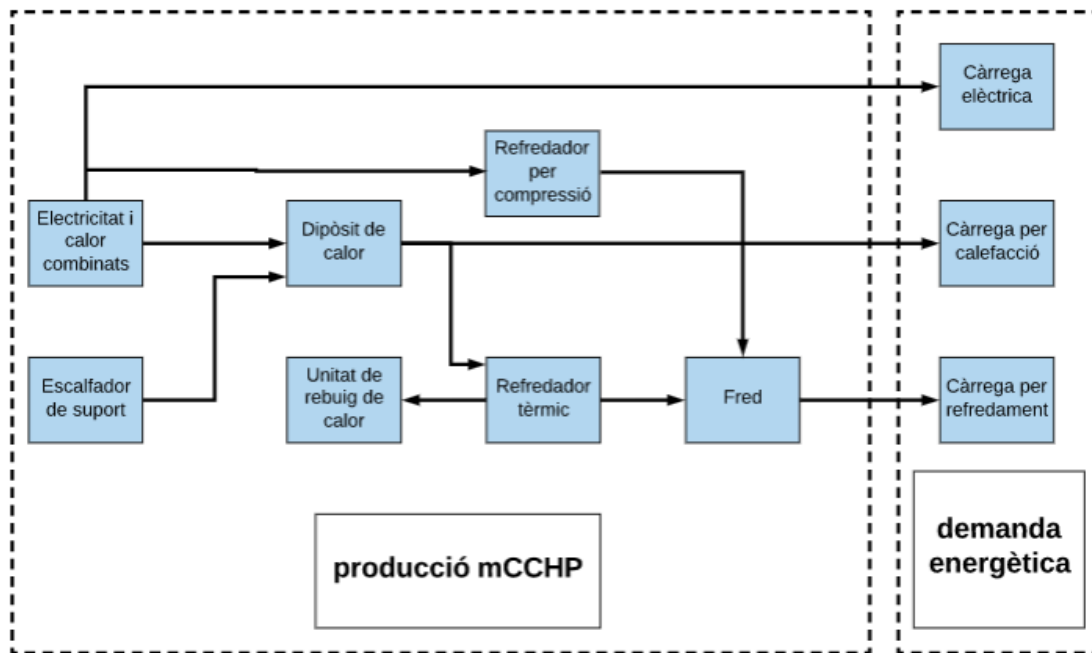 Càrrega
elèctrica
Refredador
per
compressió
Electricitat i
calor
combinats
Dipòsit de
calor
Càrrega per
calefacció
Escalfador
de suport
Unitat de
rebuig de
calor
Refredador
tèrmic
Fred
Càrrega per
refredament
producció mCCHP
demanda
energètica